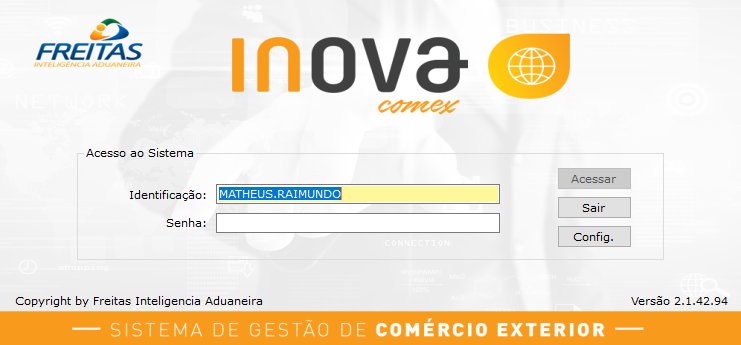 FREITAS
INTELIGÊNCIA ADUANEIRA
INOVA
comex
BUSINESS
NETWORK
Acesso ao Sistema
Identificação: MATHEUS.RAIMUNDO
Acessar
Senha:
Sair
Config.
CONNECTION
Copyright by Freitas Inteligencia Aduaneira
Versão 2.1.42.94
SISTEMA DE GESTÃO DE COMÉRCIO EXTERIOR